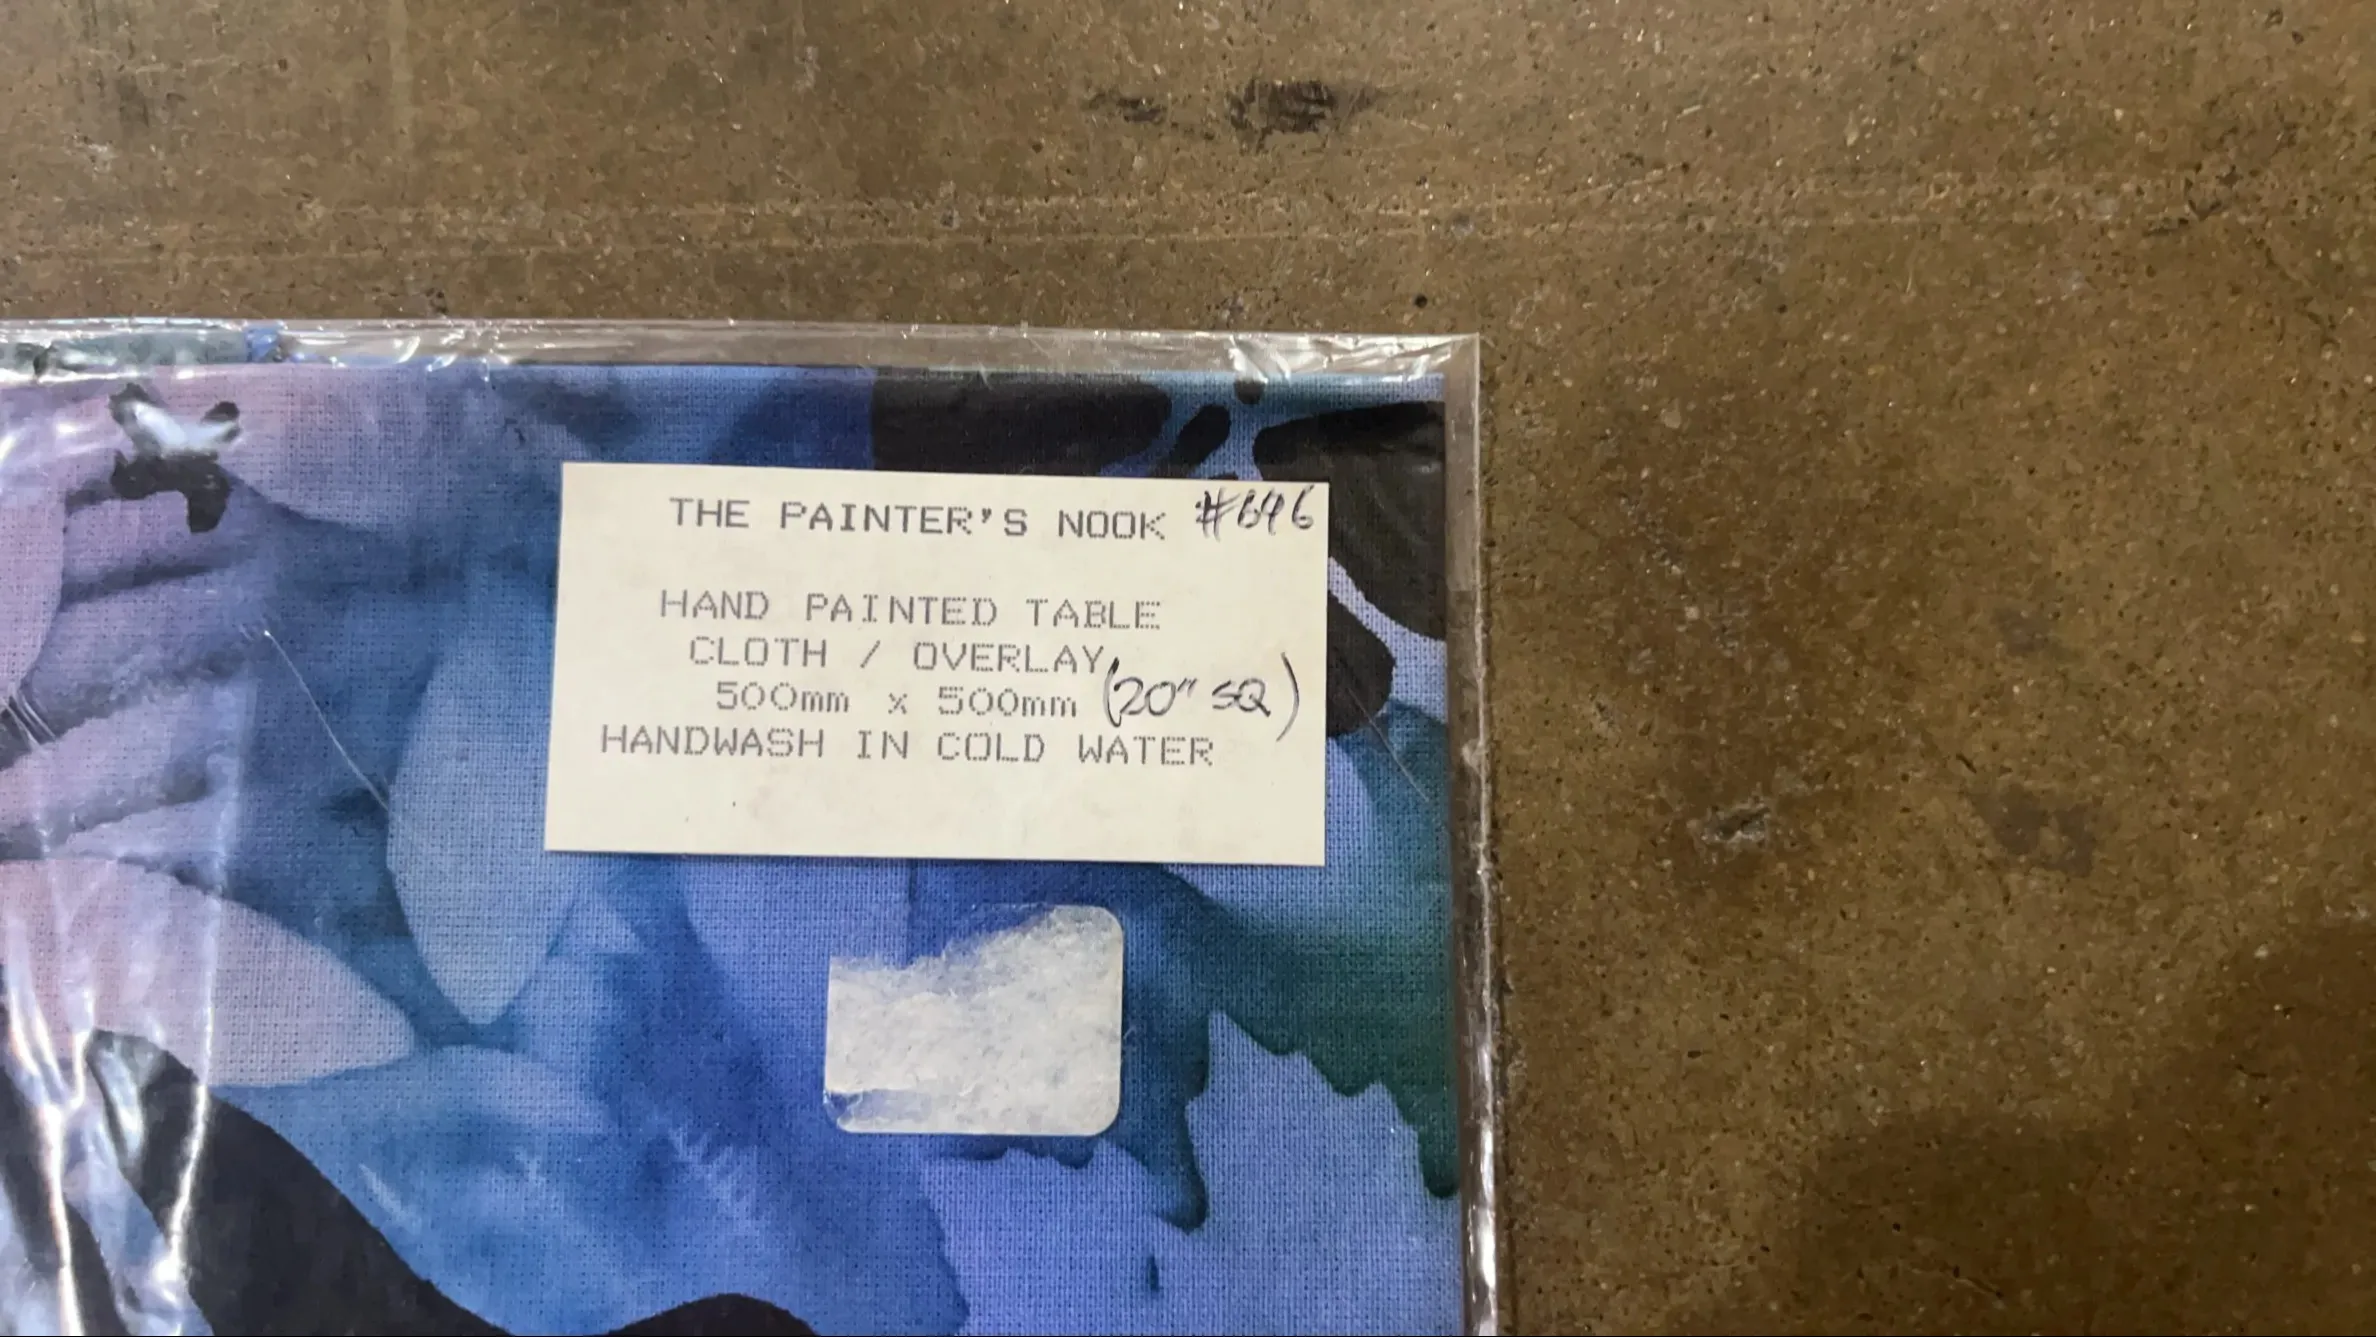 THE PAINTER'S NOOK #646
HAND PAINTED TABLE
CLOTH / OVERLAY
500mm x 500mm (20" SQ)
HANDWASH IN COLD WATER